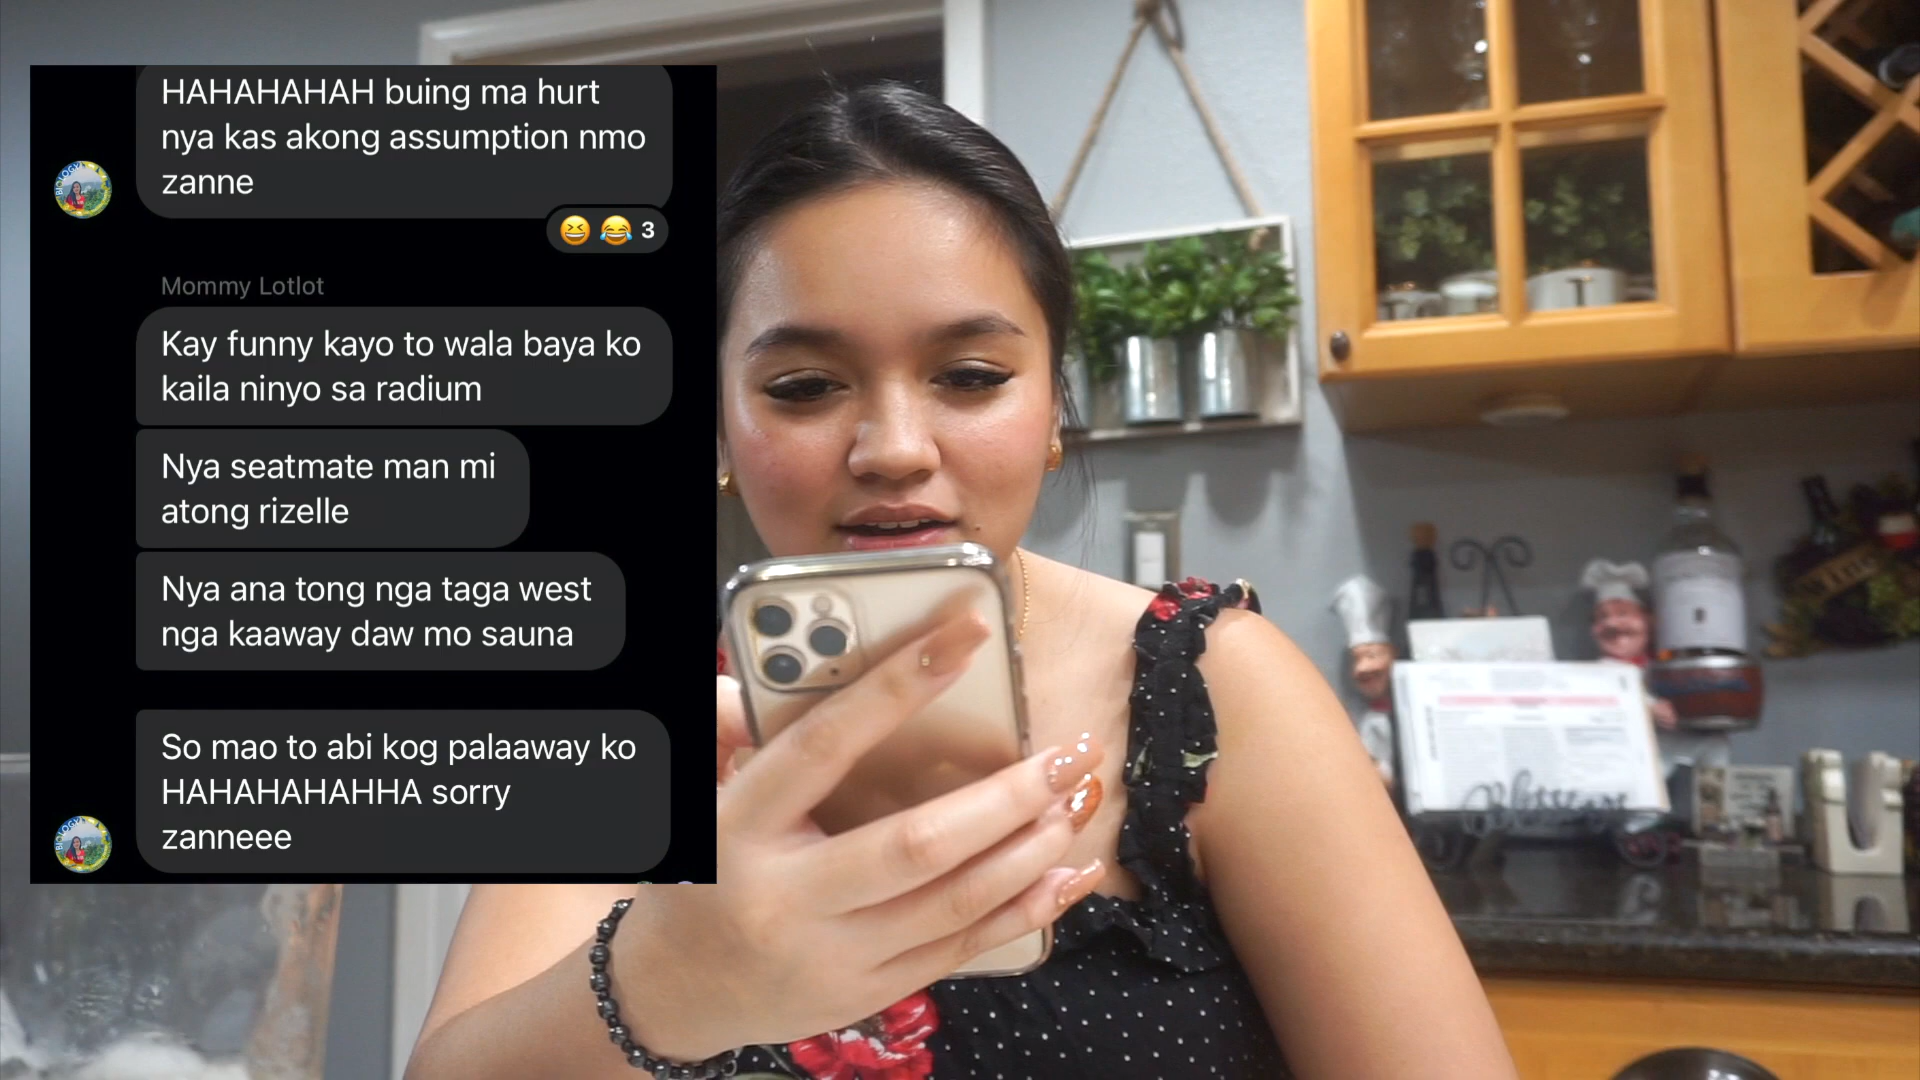 HAHAHAHAH buing ma hurt
nya kas akong assumption nmo
zanne
3
Mommy Lotlot
Kay funny kayo to wala baya ko
kaila ninyo sa radium
Nya seatmate man mi
atong rizelle
Nya ana tong nga taga west
nga kaaway daw mo sauna
So mao to abi kog palaaway ko
HAHAHAHAHHA sorry
zanneee
BIOLOGY